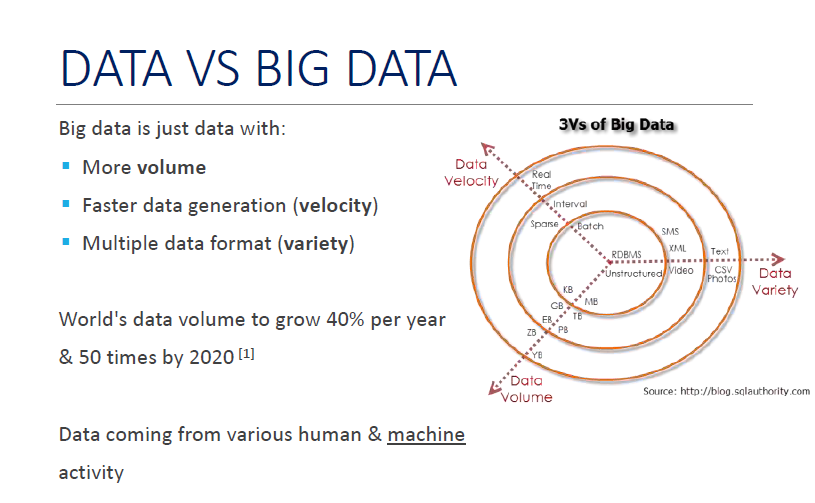 DATA VS BIG DATA
Big data is just data with:
▪ More volume
▪ Faster data generation (velocity)
▪ Multiple data format (variety)
World's data volume to grow 40% per year
& 50 times by 2020 [1]
Data coming from various human & machine
activity
3Vs of Big Data
Data
Velocity
Real
Time
Interval
Sparse
Batch
RDBMS
Unstructured
SMS
XML
Video
Text
CSV
Photos
Data
Variety
KB
MB
GB
TB
EB
PB
ZB
YB
Data
Volume
Source: http://blog.sqlauthority.com